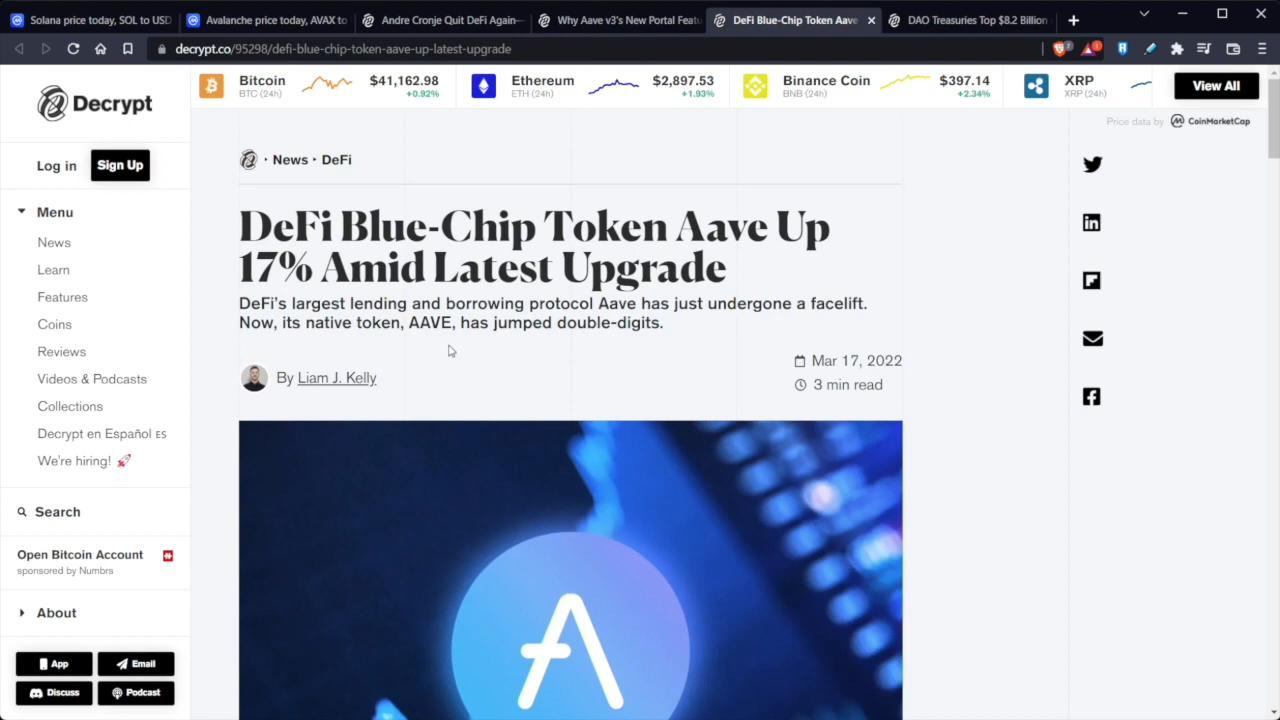 Solana price today, SOL to USD
Avalanche price today, AVAX to
Andre Cronje Quit DeFi Again—
Why Aave v3's New Portal Featu
DeFi Blue-Chip Token Aave
DAO Treasuries Top $8.2 Billion
decrypt.co/95298/defi-blue-chip-token-aave-up-latest-upgrade
2
1
Decrypt
Bitcoin
BTC (24h)
$41,162.98
+0.92%
Ethereum
ETH (24h)
$2,897.53
+1.93%
Binance Coin
BNB (24h)
$397.14
+2.34%
XRP
XRP (24h)
View All
Price data by CoinMarketCap
Log in
Sign Up
Menu
News
Learn
Features
Coins
Reviews
Videos & Podcasts
Collections
Decrypt en Español ES
We're hiring! 🚀
Search
Open Bitcoin Account
sponsored by Numbrs
About
App
Email
Discuss
Podcast
· News · DeFi
DeFi Blue-Chip Token Aave Up
17% Amid Latest Upgrade
DeFi's largest lending and borrowing protocol Aave has just undergone a facelift.
Now, its native token, AAVE, has jumped double-digits.
By Liam J. Kelly
Mar 17, 2022
3 min read